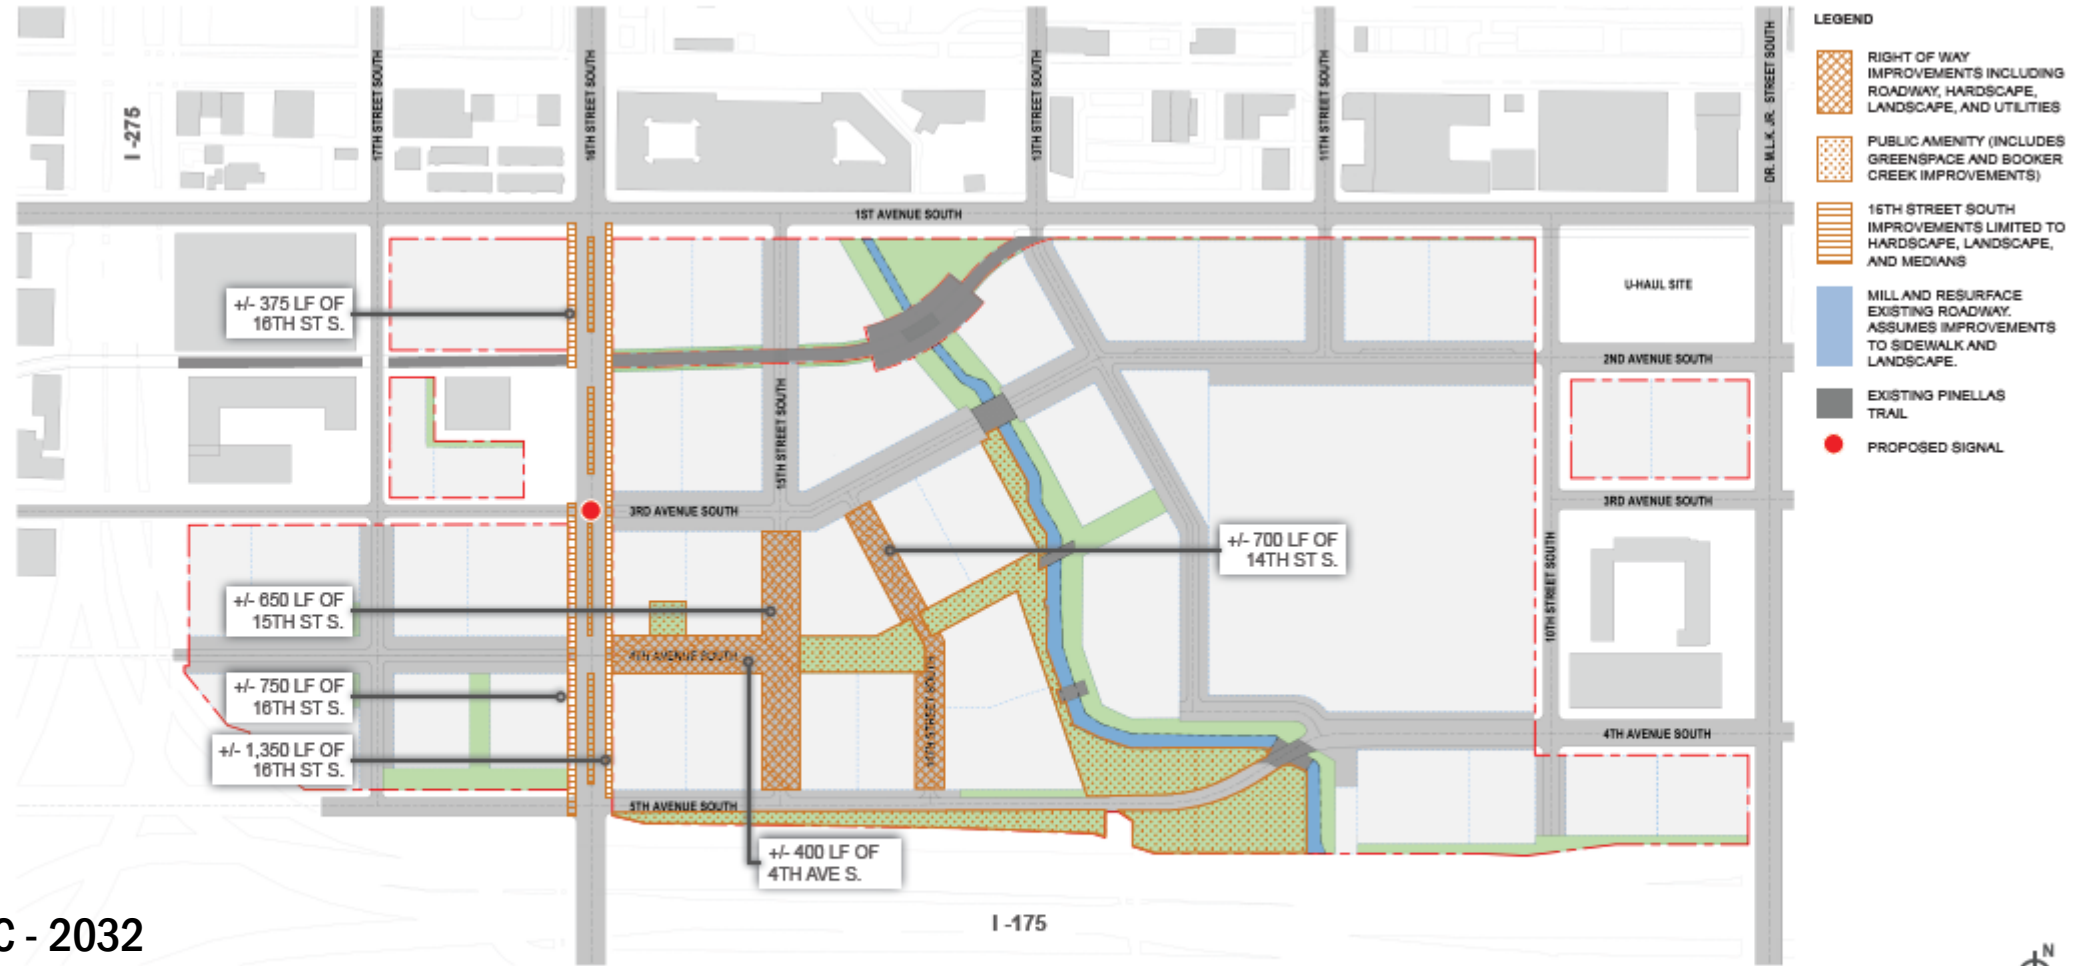 I -275
17TH STREET SOUTH
16TH STREET SOUTH
13TH STREET SOUTH
11TH STREET SOUTH
DR. M.L.K. JR. STREET SOUTH
1ST AVENUE SOUTH
U-HAUL SITE
+/- 375 LF OF
16TH ST S.
2ND AVENUE SOUTH
15TH STREET SOUTH
3RD AVENUE SOUTH
3RD AVENUE SOUTH
+/- 700 LF OF
14TH ST S.
10TH STREET SOUTH
+/- 650 LF OF
15TH ST S.
4TH AVENUE SOUTH
14TH STREET SOUTH
+/- 750 LF OF
16TH ST S.
+/- 1,350 LF OF
16TH ST S.
4TH AVENUE SOUTH
5TH AVENUE SOUTH
+/- 400 LF OF
4TH AVE S.
I -175
C - 2032
LEGEND
RIGHT OF WAY
IMPROVEMENTS INCLUDING
ROADWAY, HARDSCAPE,
LANDSCAPE, AND UTILITIES
PUBLIC AMENITY (INCLUDES
GREENSPACE AND BOOKER
CREEK IMPROVEMENTS)
16TH STREET SOUTH
IMPROVEMENTS LIMITED TO
HARDSCAPE, LANDSCAPE,
AND MEDIANS
MILL AND RESURFACE
EXISTING ROADWAY.
ASSUMES IMPROVEMENTS
TO SIDEWALK AND
LANDSCAPE.
EXISTING PINELLAS
TRAIL
PROPOSED SIGNAL
N